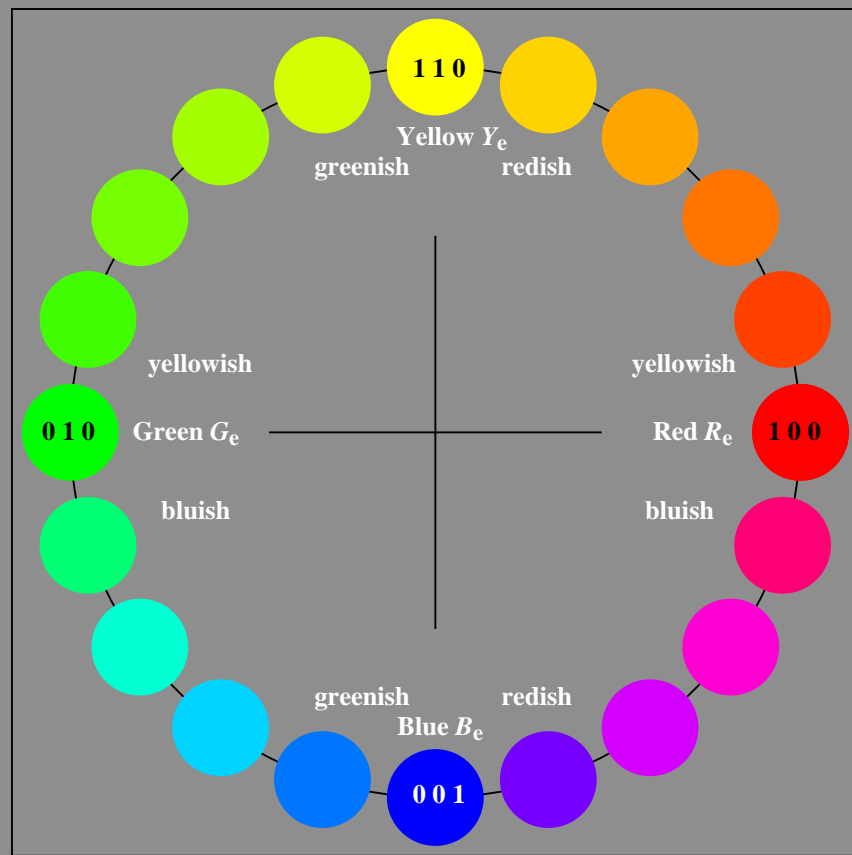 1 1 0
Yellow Ye
greenish redish
yellowish yellowish
0 1 0 Green Ge Red Re 1 0 0
bluish bluish
greenish redish
Blue Be
0 0 1